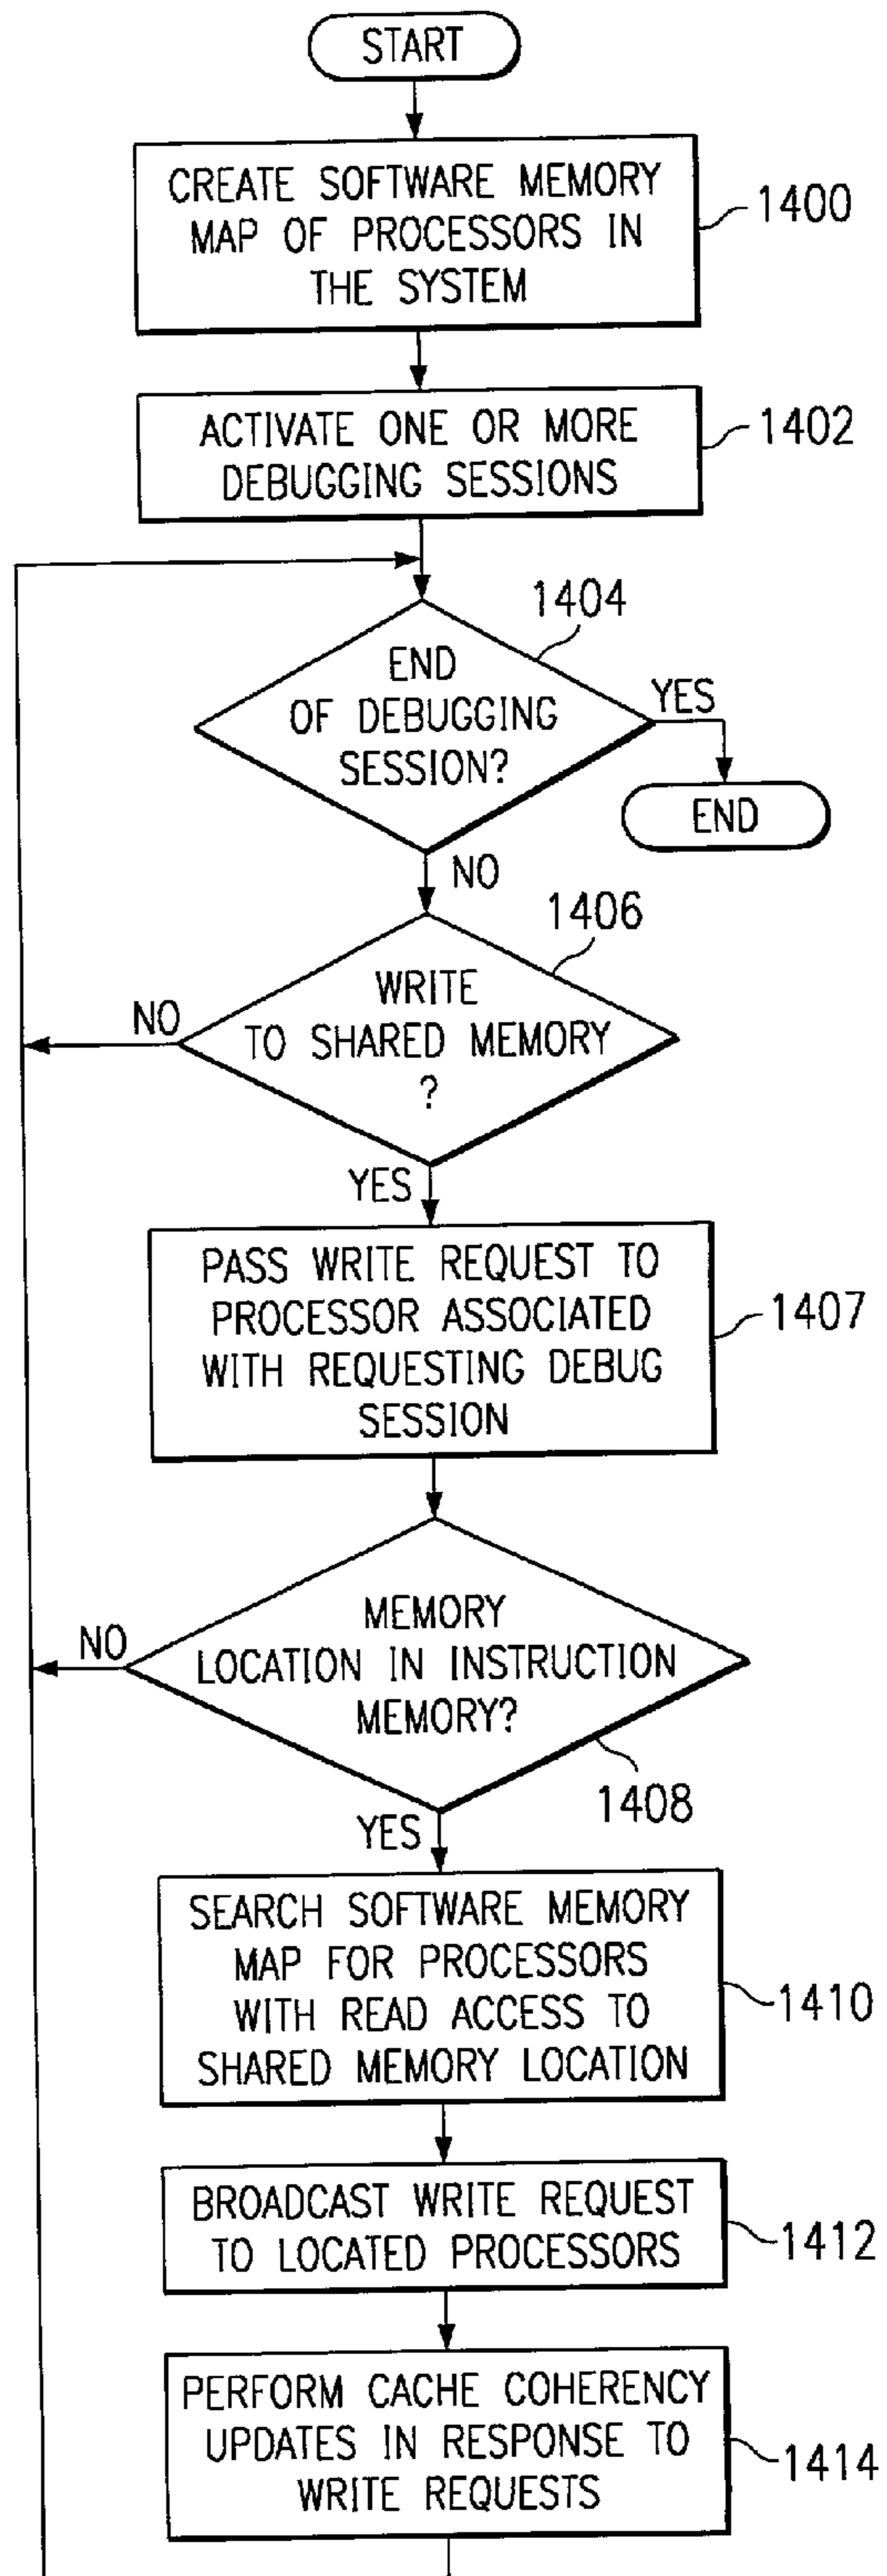 START
CREATE SOFTWARE MEMORY
MAP OF PROCESSORS IN
THE SYSTEM
1400
ACTIVATE ONE OR MORE
DEBUGGING SESSIONS
1402
1404
END
OF DEBUGGING
SESSION?
YES
END
NO
1406
WRITE
TO SHARED MEMORY
?
NO
YES
PASS WRITE REQUEST TO
PROCESSOR ASSOCIATED
WITH REQUESTING DEBUG
SESSION
1407
MEMORY
LOCATION IN INSTRUCTION
MEMORY?
NO
1408
YES
SEARCH SOFTWARE MEMORY
MAP FOR PROCESSORS
WITH READ ACCESS TO
SHARED MEMORY LOCATION
1410
BROADCAST WRITE REQUEST
TO LOCATED PROCESSORS
1412
PERFORM CACHE COHERENCY
UPDATES IN RESPONSE TO
WRITE REQUESTS
1414